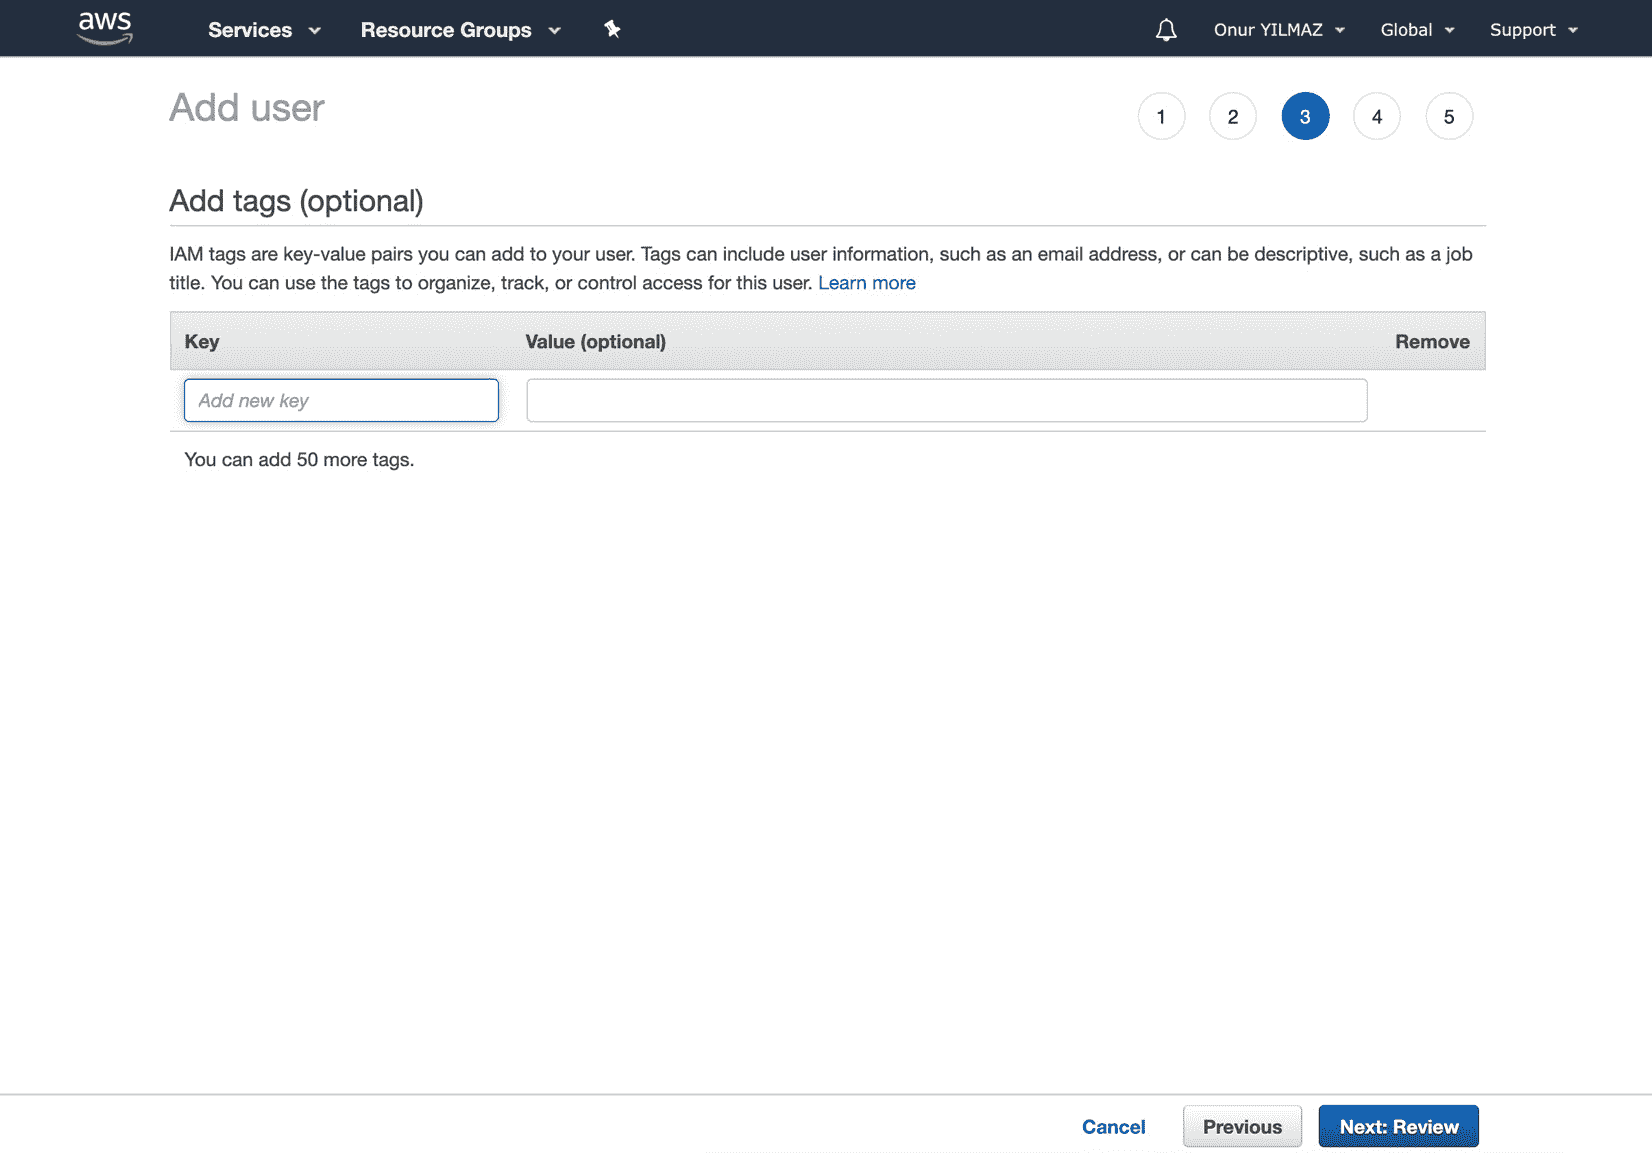 aws Services Resource Groups Onur YILMAZ Global Support
Add user 1 2 3 4 5
Add tags (optional)
IAM tags are key-value pairs you can add to your user. Tags can include user information, such as an email address, or can be descriptive, such as a job
title. You can use the tags to organize, track, or control access for this user. Learn more
Key Value (optional) Remove
Add new key
You can add 50 more tags.
Cancel Previous Next: Review